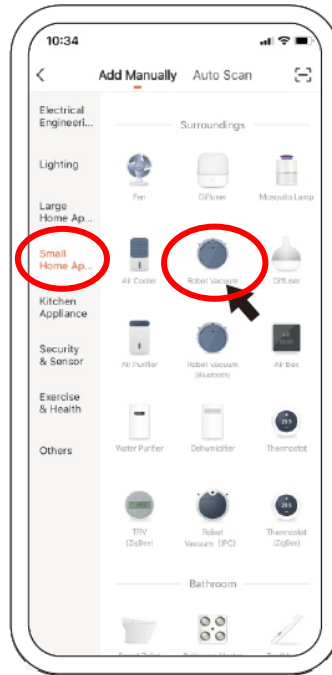 10:34
Add Manually Auto Scan
Electrical
Engineeri...
Lighting
Large
Home Ap...
Small
Home Ap...
Kitchen
Appliance
Security
& Sensor
Exercise
& Health
Others
Surroundings
Fan Diffuser Mosquito Lamp
Air Cooler Robot Vacuum Diffuser
Air Purifier Robot Vacuum
(Bluetooth) Air Box
Water Purifier Dehumidifier Thermostat
TRV
(ZigBee) Robot
Vacuum (IPC) Thermostat
(ZigBee)
Bathroom